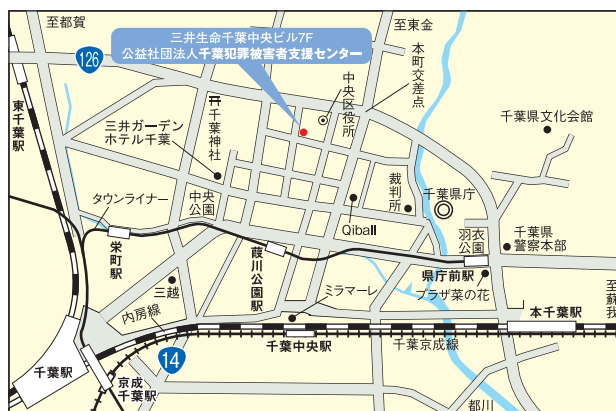 至都賀
126
三井生命千葉中央ビル7F
公益社団法人千葉犯罪被害者支援センター
至東金
本町交差点
中央区役所
千葉県文化会館
東千葉駅
千葉神社
三井ガーデン
ホテル千葉
裁判所
千葉県庁
タウンライナー
中央
公園
Qiball
羽衣
公園
千葉県
警察本部
栄町駅
葭川公園駅
県庁前駅
プラザ菜の花
至蘇我
三越
ミラマーレ
本千葉駅
内房線
14
千葉中央駅
千葉京成線
千葉駅
京成
千葉駅
都川